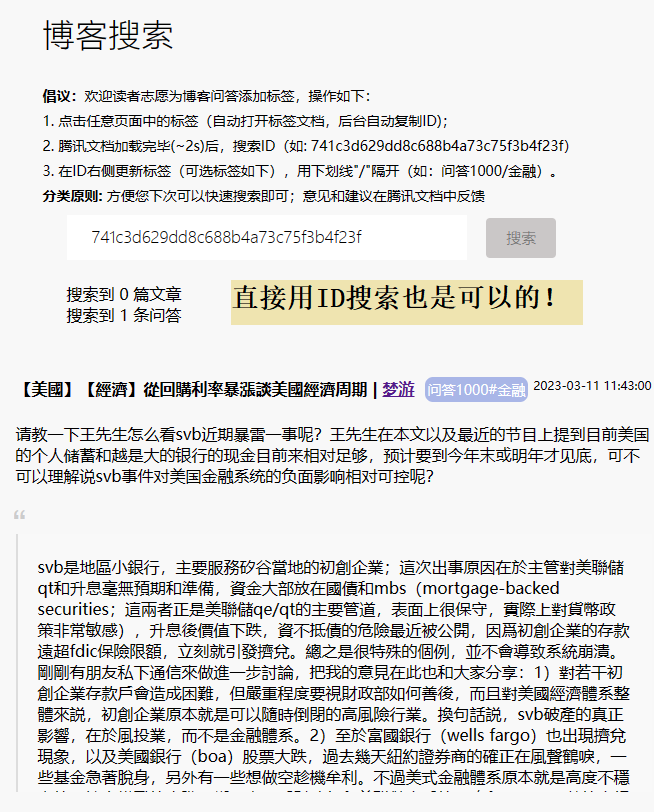 博客搜索
倡议：欢迎读者志愿为博客问答添加标签，操作如下：
1. 点击任意页面中的标签（自动打开标签文档，后台自动复制ID）；
2. 腾讯文档加载完毕(~2s)后，搜索ID（如: 741c3d629dd8c688b4a73c75f3b4f23f）
3. 在ID右侧更新标签（可选标签如下），用下划线"/"隔开（如：问答1000/金融）。
分类原则: 方便您下次可以快速搜索即可；意见和建议在腾讯文档中反馈
741c3d629dd8c688b4a73c75f3b4f23f 搜索
搜索到 0 篇文章
搜索到 1 条问答
直接用ID搜索也是可以的！
【美國】【經濟】從回購利率暴漲談美國經濟周期 | 梦游 问答1000#金融 2023-03-11 11:43:00
请教一下王先生怎么看svb近期暴雷一事呢？王先生在本文以及最近的节目上提到目前美国
的个人储蓄和越是大的银行的现金目前来相对足够，预计要到今年末或明年才见底，可不
可以理解说svb事件对美国金融系统的负面影响相对可控呢？
“
svb是地區小銀行，主要服務矽谷當地的初創企業；這次出事原因在於主管對美聯儲
qt和升息毫無預期和準備，資金大部放在國債和mbs（mortgage-backed
securities；這兩者正是美聯儲qe/qt的主要管道，表面上很保守，實際上對貨幣政
策非常敏感），升息後價值下跌，資不抵債的危險最近被公開，因爲初創企業的存款
遠超fdic保險限額，立刻就引發擠兌。總之是很特殊的個例，並不會導致系統崩潰。
剛剛有朋友私下通信來做進一步討論，把我的意見在此也和大家分享：1）對若干初
創企業存款戶會造成困難，但嚴重程度要視財政部如何善後，而且對美國經濟體系整
體來説，初創企業原本就是可以隨時倒閉的高風險行業。換句話説，svb破產的真正
影響，在於風投業，而不是金融體系。2）至於富國銀行（wells fargo）也出現擠兌
現象，以及美國銀行（boa）股票大跌，過去幾天紐約證券商的確正在風聲鶴唳，一
些基金急著脫身，另外有一些想做空趁機牟利。不過美式金融體系原本就是高度不穩